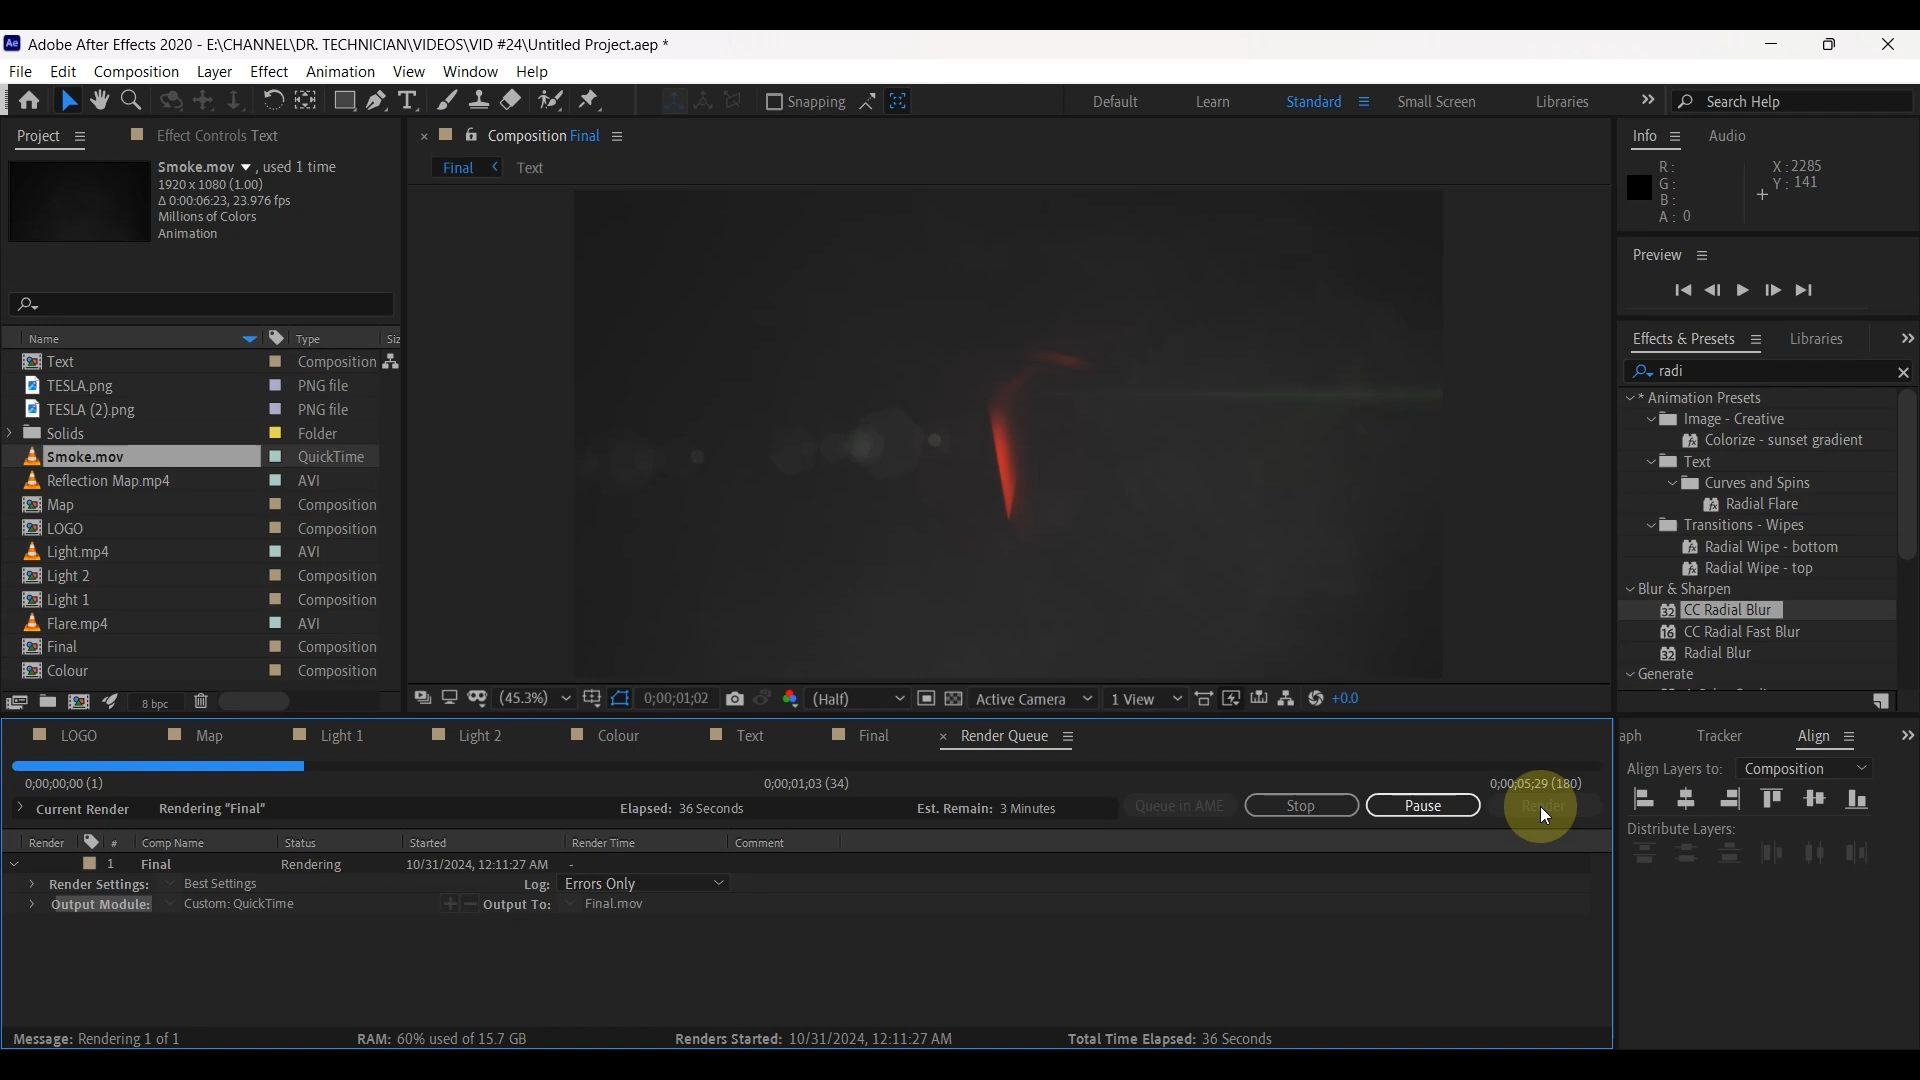 Ae Adobe After Effects 2020 - E:\CHANNEL\DR. TECHNICIAN\VIDEOS\VID #24\Untitled Project.aep *
File Edit Composition Layer Effect Animation View Window Help
Snapping Default Learn Standard Small Screen Libraries Search Help
Project Effect Controls Text
Smoke.mov , used 1 time
1920 x 1080 (1.00)
Δ 0:00:06:23, 23.976 fps
Millions of Colors
Animation
Name Type Siz
Text Composition
TESLA.png PNG file
TESLA (2).png PNG file
Solids Folder
Smoke.mov QuickTime
Reflection Map.mp4 AVI
Map Composition
LOGO Composition
Light.mp4 AVI
Light 2 Composition
Light 1 Composition
Flare.mp4 AVI
Final Composition
Colour Composition
8 bpc
Composition Final
Final Text
(45.3%) 0;00;01;02 (Half) Active Camera 1 View +0.0
Info Audio
R: X: 2285
G: Y: 141
B:
A: 0
Preview
Effects & Presets Libraries
radi
* Animation Presets
Image - Creative
Colorize - sunset gradient
Text
Curves and Spins
Radial Flare
Transitions - Wipes
Radial Wipe - bottom
Radial Wipe - top
Blur & Sharpen
32 CC Radial Blur
16 CC Radial Fast Blur
32 Radial Blur
Generate
LOGO Map Light 1 Light 2 Colour Text Final Render Queue
0;00;00;00 (1) 0;00;01;03 (34) 0;00;05;29 (180)
Current Render Rendering "Final" Elapsed: 36 Seconds Est. Remain: 3 Minutes Queue in AME Stop Pause Render
Render # Comp Name Status Started Render Time Comment
1 Final Rendering 10/31/2024, 12:11:27 AM -
Render Settings: Best Settings Log: Errors Only
Output Module: Custom: QuickTime Output To: Final.mov
Message: Rendering 1 of 1 RAM: 60% used of 15.7 GB Renders Started: 10/31/2024, 12:11:27 AM Total Time Elapsed: 36 Seconds
aph Tracker Align
Align Layers to: Composition
Distribute Layers: